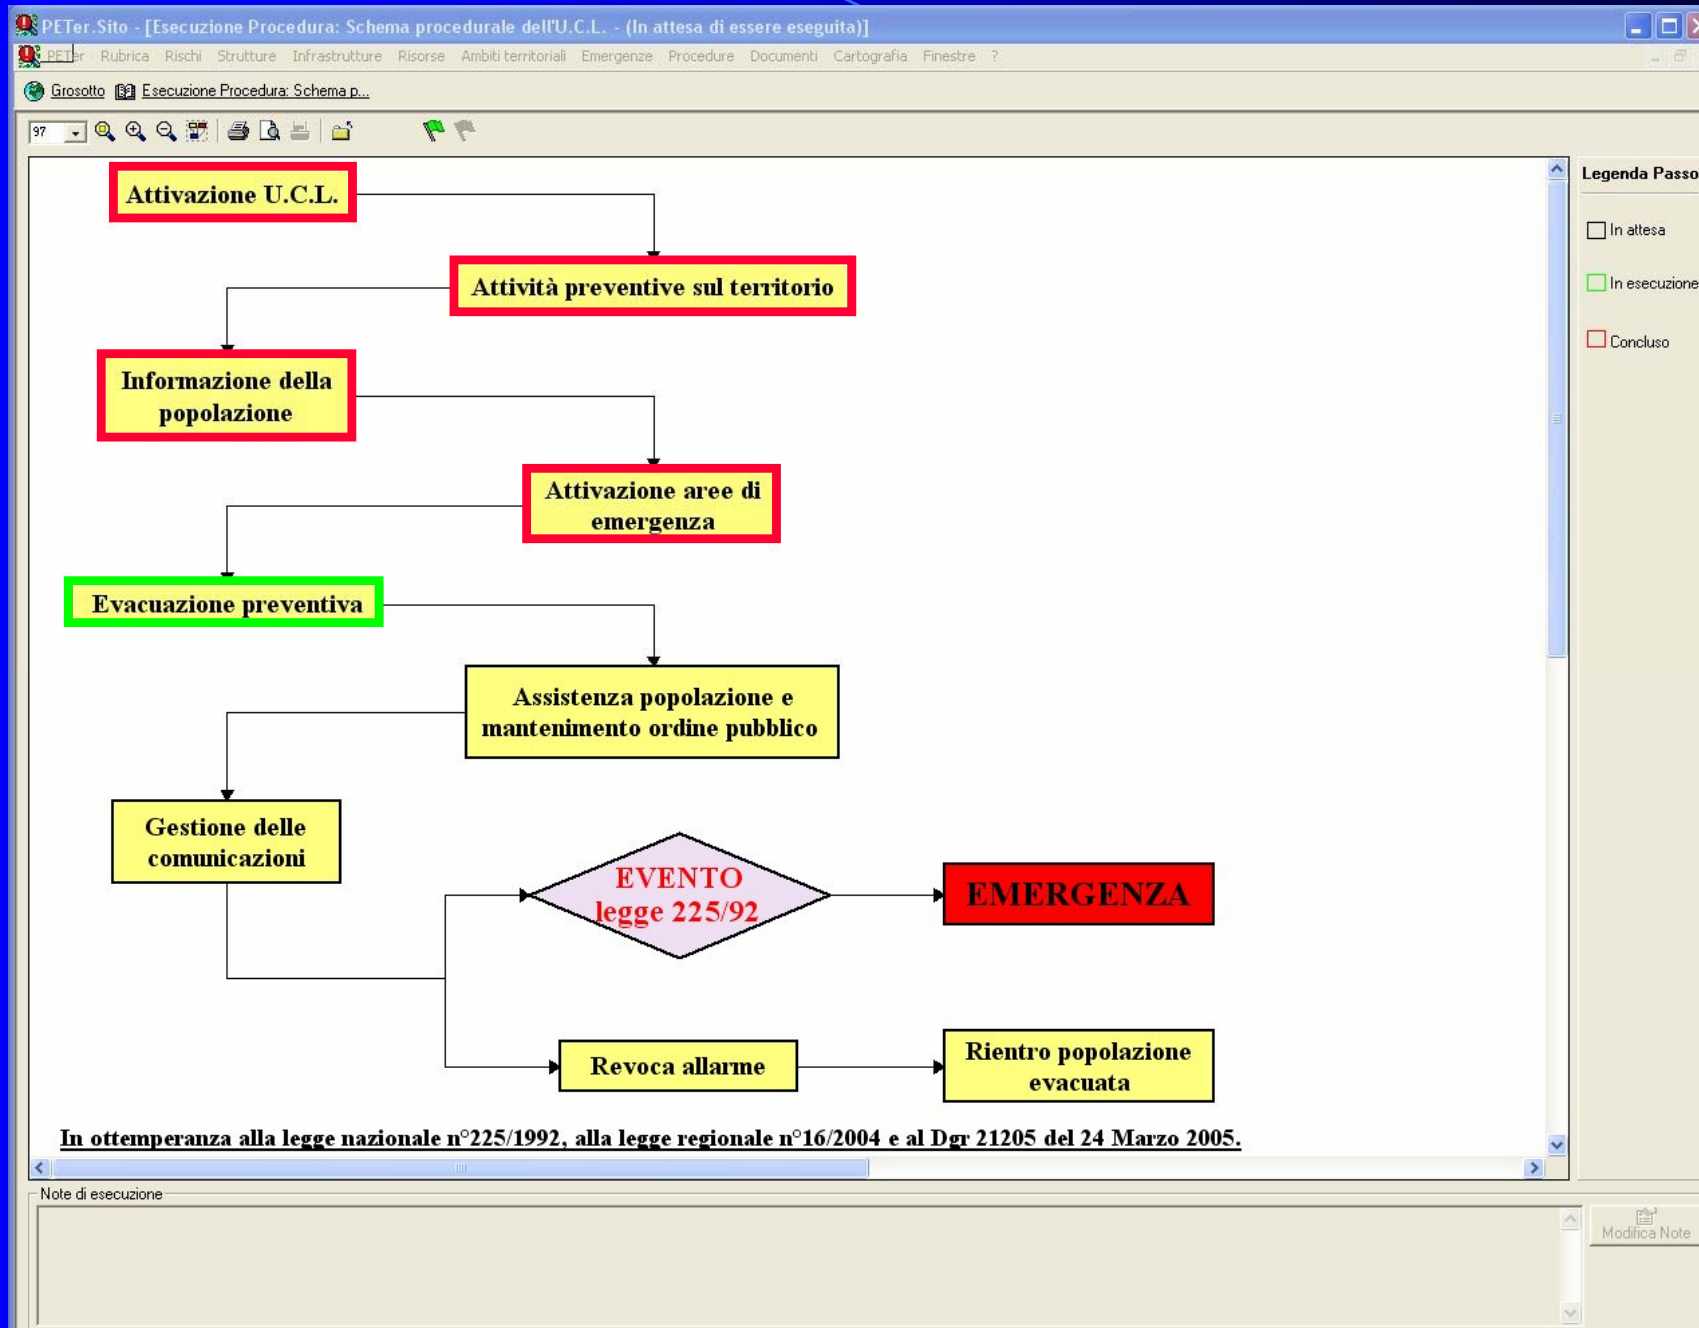 PETer.Sito - [Esecuzione Procedura: Schema procedurale dell'U.C.L. - (In attesa di essere eseguita)]
PETer Rubrica Rischi Strutture Infrastrutture Risorse Ambiti territoriali Emergenze Procedure Documenti Cartografia Finestre ?
Grosotto Esecuzione Procedura: Schema p...
97
Attivazione U.C.L.
Attività preventive sul territorio
Informazione della
popolazione
Attivazione aree di
emergenza
Evacuazione preventiva
Assistenza popolazione e
mantenimento ordine pubblico
Gestione delle
comunicazioni
EVENTO
legge 225/92
EMERGENZA
Revoca allarme
Rientro popolazione
evacuata
In ottemperanza alla legge nazionale n°225/1992, alla legge regionale n°16/2004 e al Dgr 21205 del 24 Marzo 2005.
Legenda Passo
In attesa
In esecuzione
Concluso
Note di esecuzione
Modifica Note